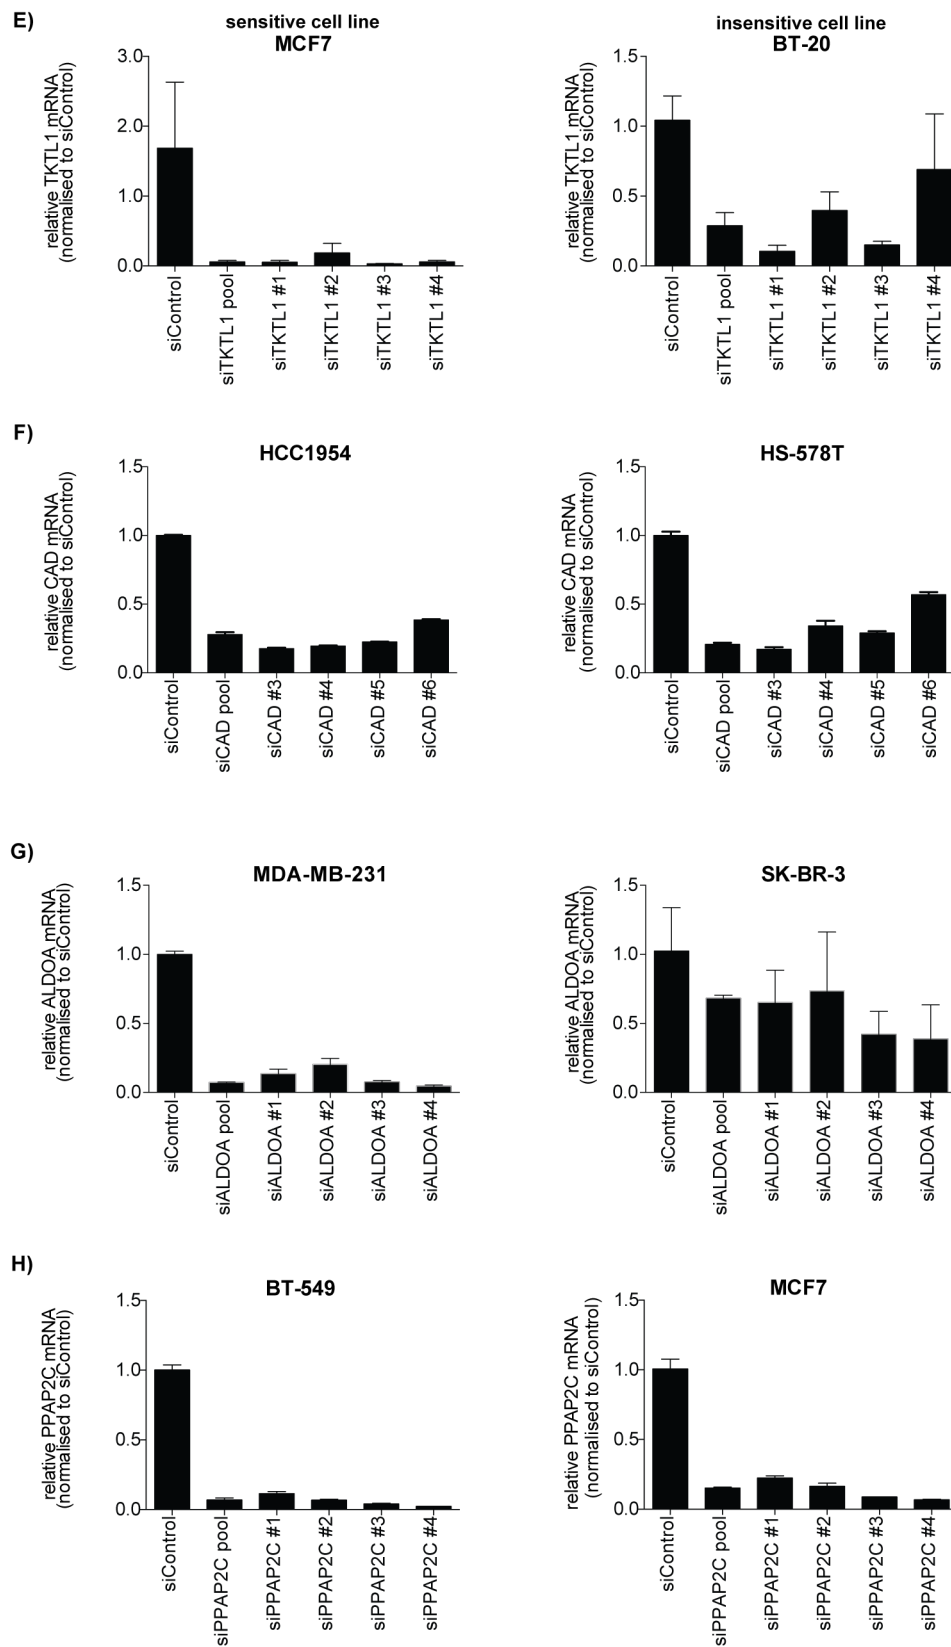 E)
sensitive cell line
MCF7
relative TKTL1 mRNA
(normalised to siControl)
3.0
2.0
1.0
0.0
siControl
siTKTL1 pool
siTKTL1 #1
siTKTL1 #2
siTKTL1 #3
siTKTL1 #4
insensitive cell line
BT-20
relative TKTL1 mRNA
(normalised to siControl)
1.5
1.0
0.5
0.0
siControl
siTKTL1 pool
siTKTL1 #1
siTKTL1 #2
siTKTL1 #3
siTKTL1 #4
F)
HCC1954
relative CAD mRNA
(normalised to siControl)
1.5
1.0
0.5
0.0
siControl
siCAD pool
siCAD #3
siCAD #4
siCAD #5
siCAD #6
HS-578T
relative CAD mRNA
(normalised to siControl)
1.5
1.0
0.5
0.0
siControl
siCAD pool
siCAD #3
siCAD #4
siCAD #5
siCAD #6
G)
MDA-MB-231
relative ALDOA mRNA
(normalised to siControl)
1.5
1.0
0.5
0.0
siControl
siALDOA pool
siALDOA #1
siALDOA #2
siALDOA #3
siALDOA #4
SK-BR-3
relative ALDOA mRNA
(normalised to siControl)
1.5
1.0
0.5
0.0
siControl
siALDOA pool
siALDOA #1
siALDOA #2
siALDOA #3
siALDOA #4
H)
BT-549
relative PPAP2C mRNA
(normalised to siControl)
1.5
1.0
0.5
0.0
siControl
siPPAP2C pool
siPPAP2C #1
siPPAP2C #2
siPPAP2C #3
siPPAP2C #4
MCF7
relative PPAP2C mRNA
(normalised to siControl)
1.5
1.0
0.5
0.0
siControl
siPPAP2C pool
siPPAP2C #1
siPPAP2C #2
siPPAP2C #3
siPPAP2C #4